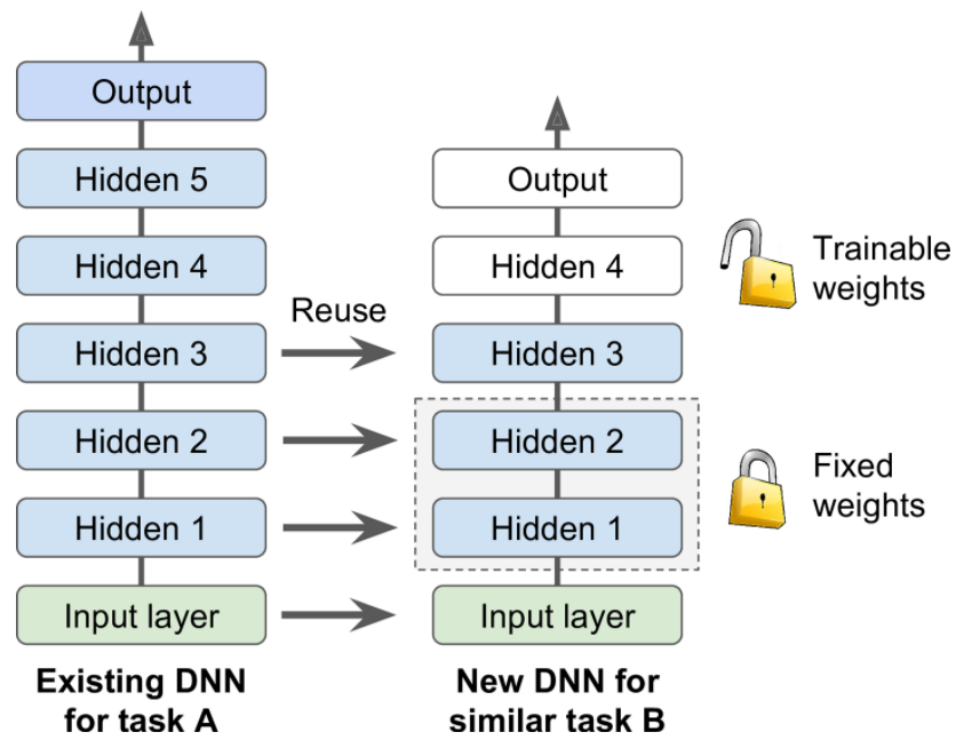 Output
Hidden 5
Hidden 4
Hidden 3
Hidden 2
Hidden 1
Input layer
Existing DNN
for task A
Reuse
Output
Hidden 4
Hidden 3
Hidden 2
Hidden 1
Input layer
New DNN for
similar task B
Trainable
weights
Fixed
weights